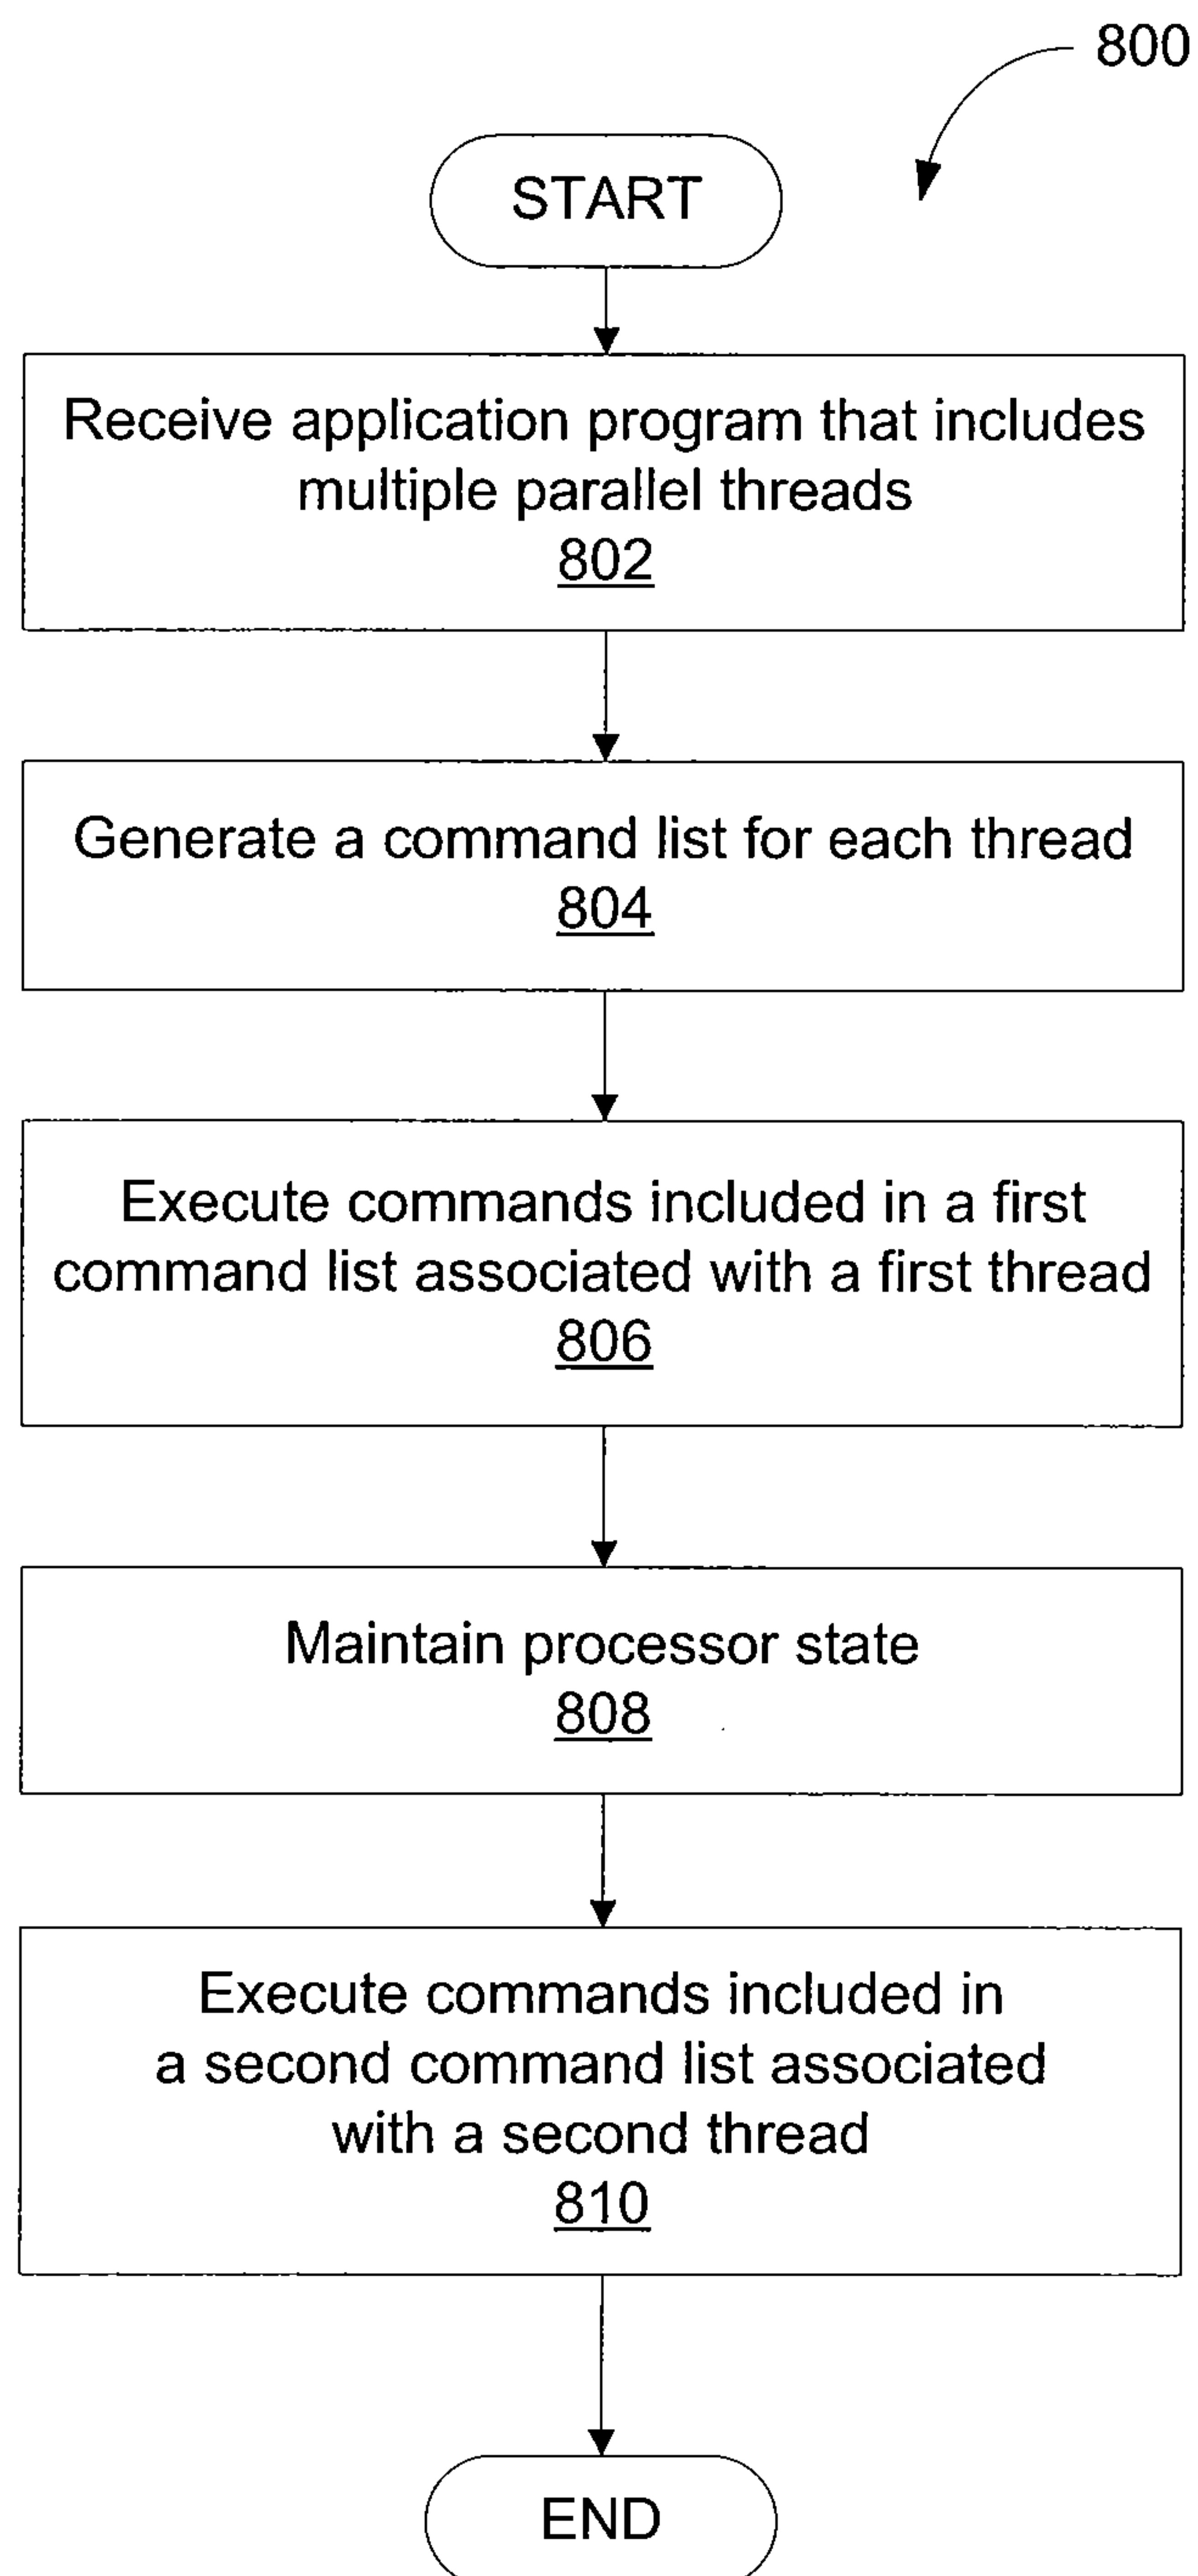 800
START
Receive application program that includes
multiple parallel threads
802
Generate a command list for each thread
804
Execute commands included in a first
command list associated with a first thread
806
Maintain processor state
808
Execute commands included in
a second command list associated
with a second thread
810
END